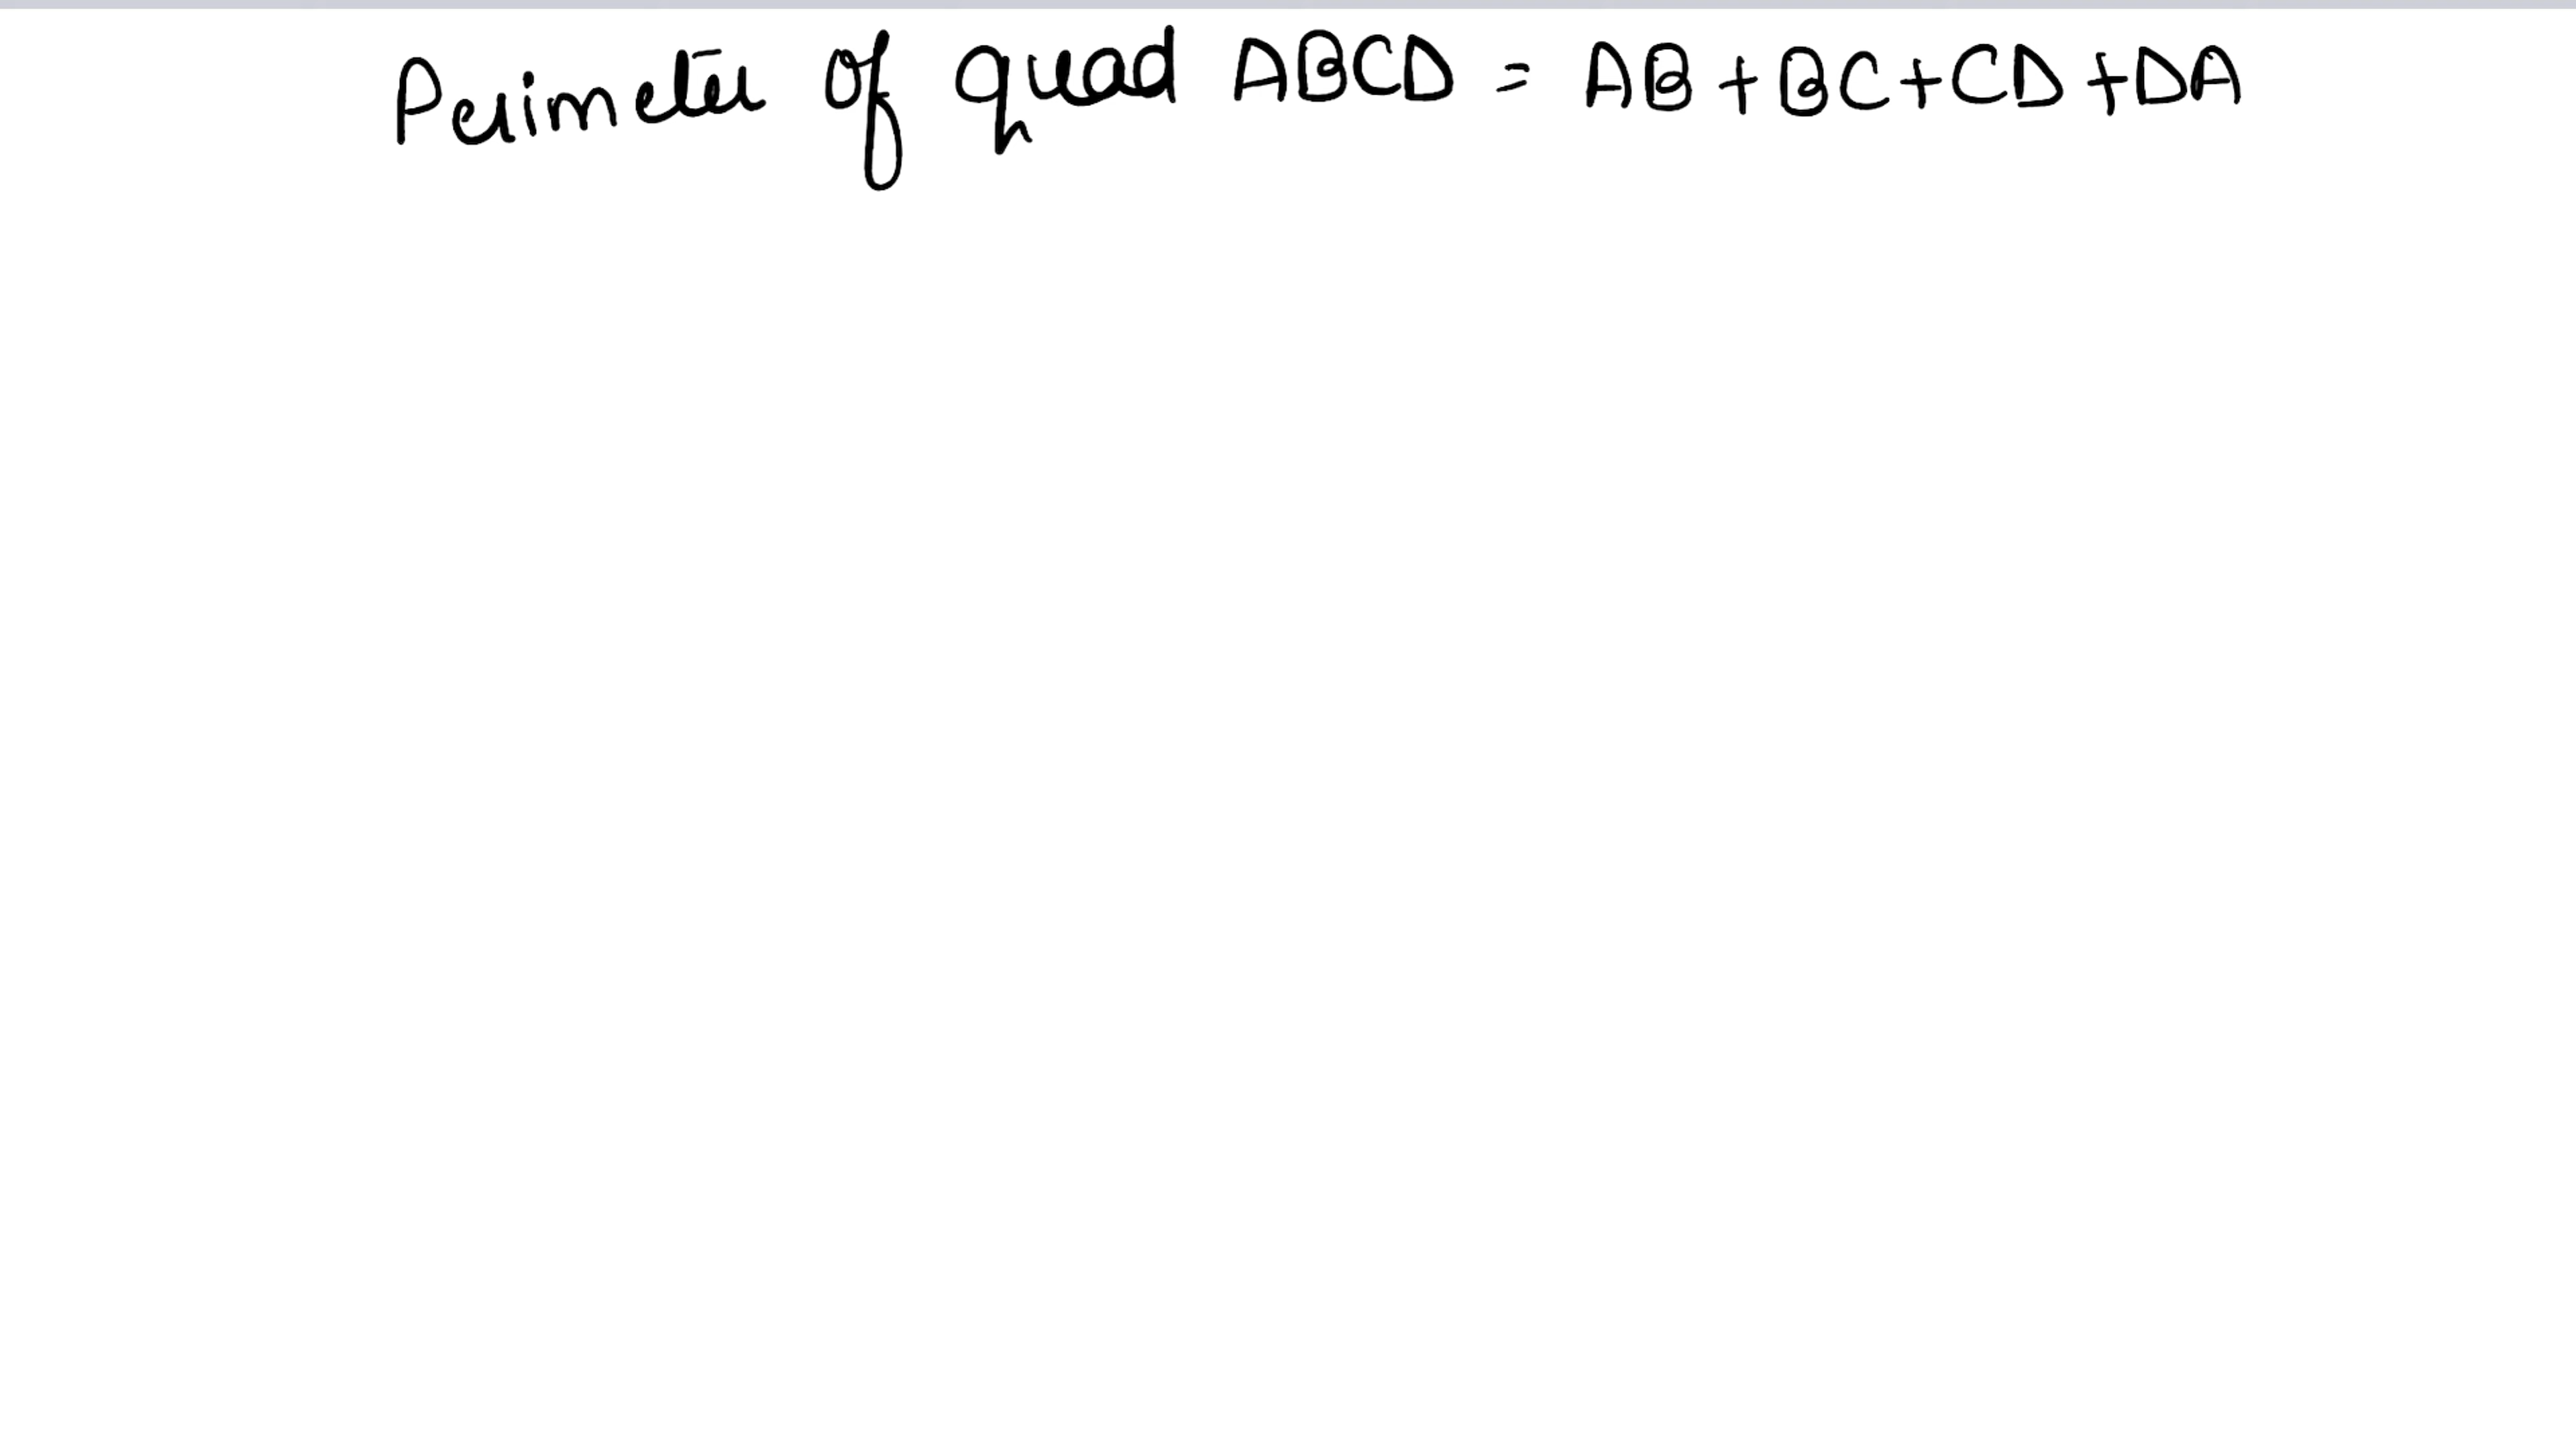 Perimeter of quad ABCD = AB + BC + CD + DA